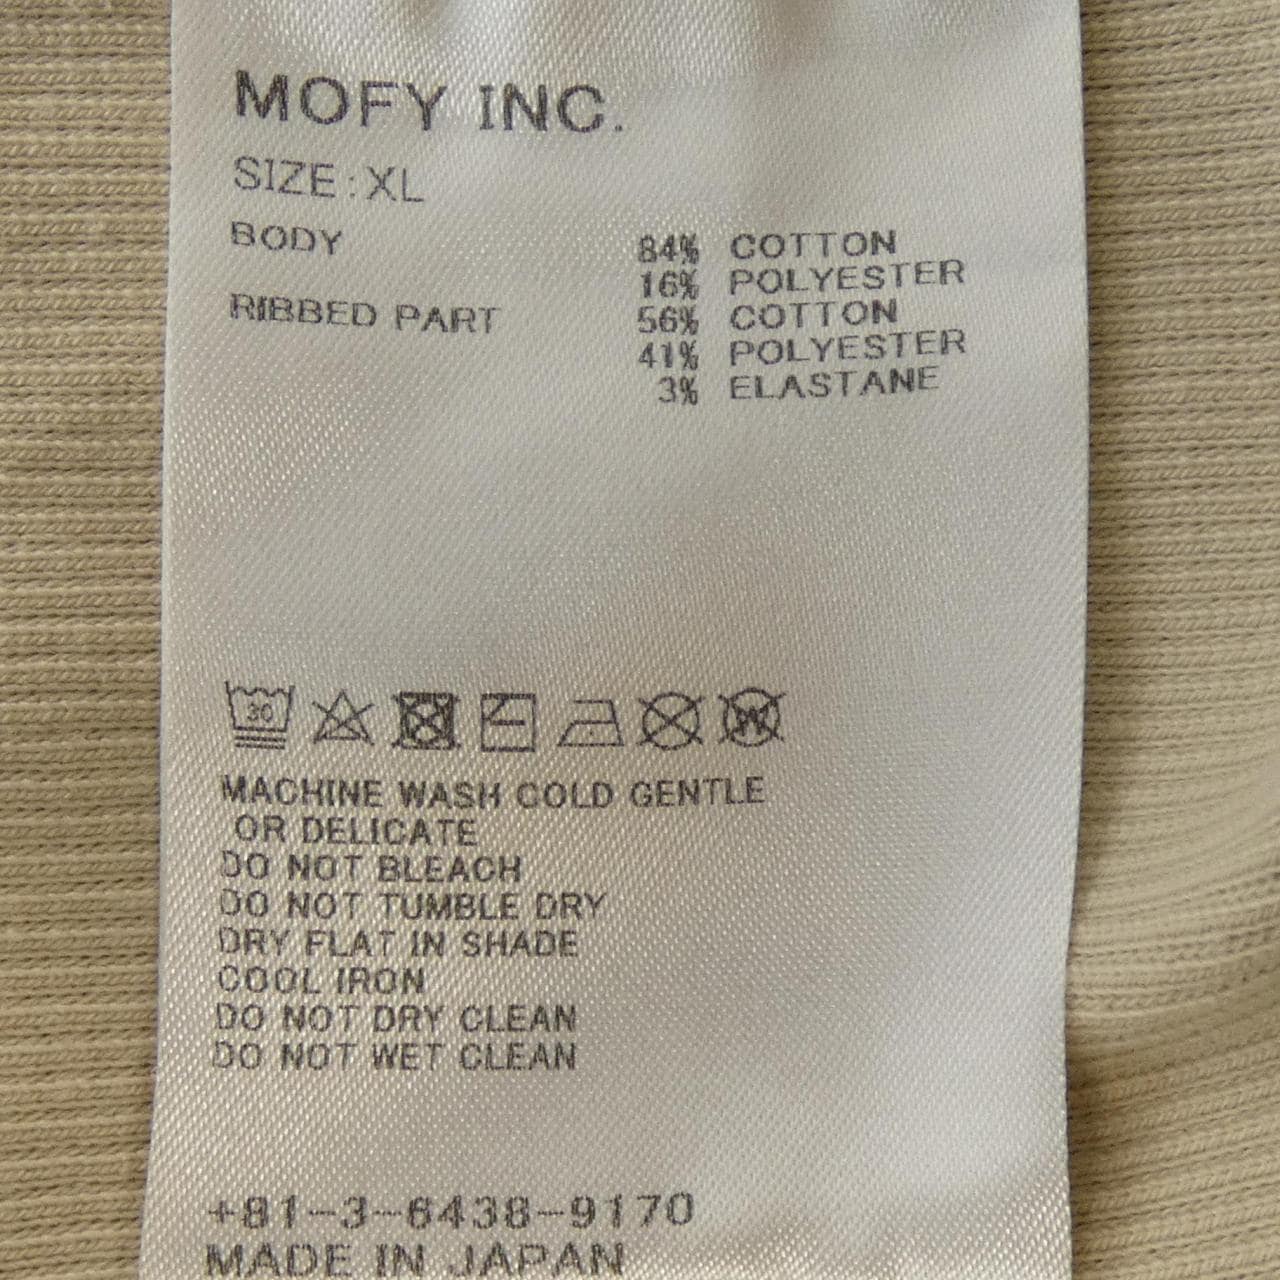 MOFY INC.
SIZE:XL
BODY 84% COTTON
16% POLYESTER
RIBBED PART 56% COTTON
41% POLYESTER
3% ELASTANE
30
W
MACHINE WASH COLD GENTLE
OR DELICATE
DO NOT BLEACH
DO NOT TUMBLE DRY
DRY FLAT IN SHADE
COOL IRON
DO NOT DRY CLEAN
DO NOT WET CLEAN
+81-3-6438-9170
MADE IN JAPAN